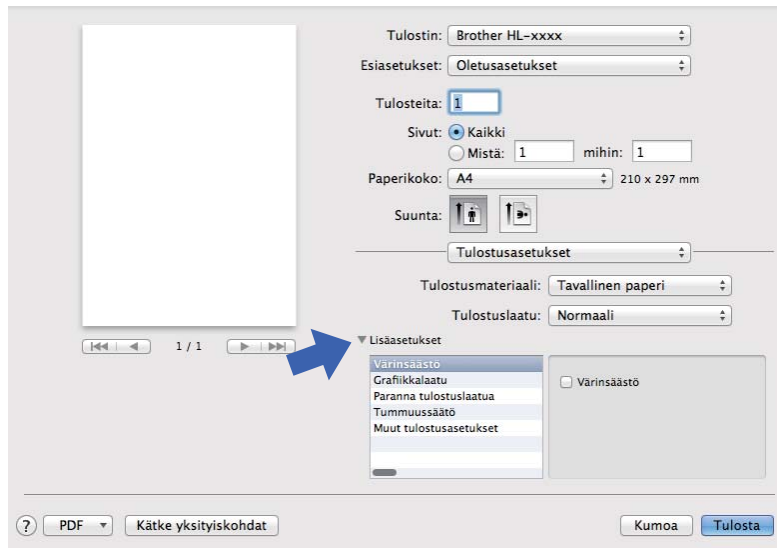 Tulostin: Brother HL-xxxx
Esiasetukset: Oletusasetukset
Tulosteita: 1
Sivut: Kaikki
Mistä: 1 mihin: 1
Paperikoko: A4 210 x 297 mm
Suunta:
Tulostusasetukset
Tulostusmateriaali: Tavallinen paperi
Tulostuslaatu: Normaali
1 / 1
Lisäasetukset
Värinsäästö
Grafiikkalaatu
Paranna tulostuslaatua
Tummuussäätö
Muut tulostusasetukset
Värinsäästö
? PDF Kätke yksityiskohdat Kumoa Tulosta